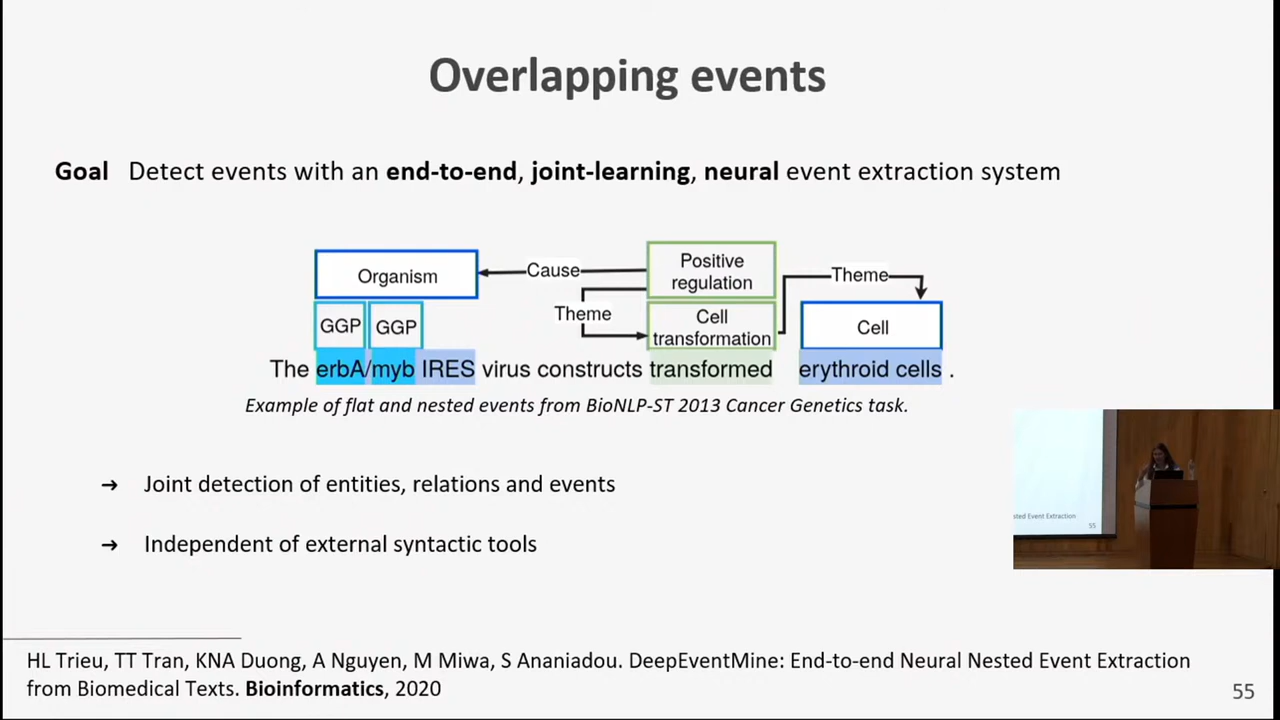 Overlapping events
Goal Detect events with an end-to-end, joint-learning, neural event extraction system
Organism
Cause
Positive
regulation
Theme
Theme
GGP GGP
Cell
transformation
Cell
The erbA/myb IRES virus constructs transformed erythroid cells .
Example of flat and nested events from BioNLP-ST 2013 Cancer Genetics task.
→ Joint detection of entities, relations and events
→ Independent of external syntactic tools
ested Event Extraction
55
HL Trieu, TT Tran, KNA Duong, A Nguyen, M Miwa, S Ananiadou. DeepEventMine: End-to-end Neural Nested Event Extraction
from Biomedical Texts. Bioinformatics, 2020
55